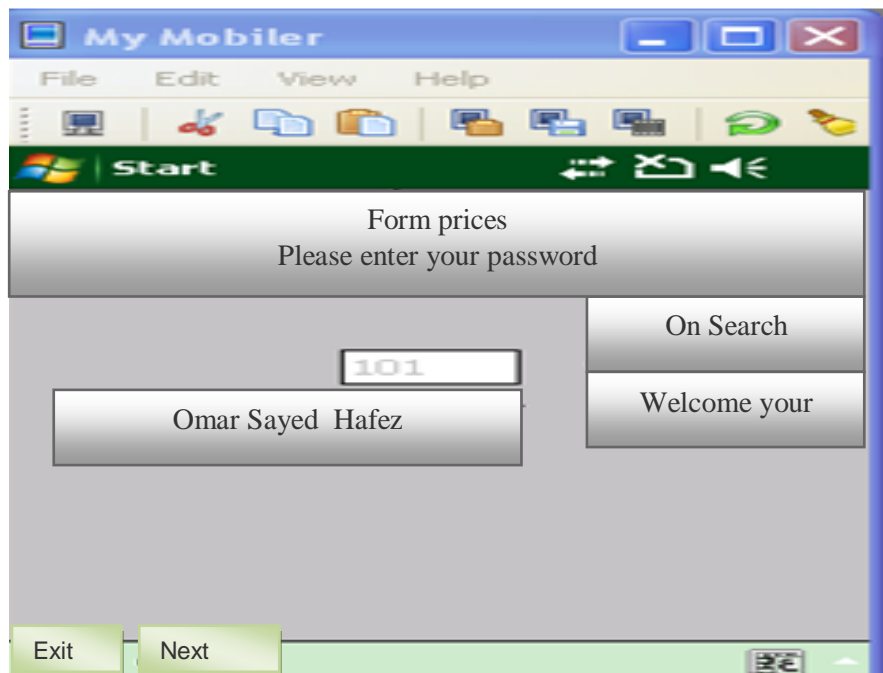 My Mobiler
File Edit View Help
Start
Form prices
Please enter your password
On Search
101
Welcome your
Omar Sayed Hafez
Exit Next